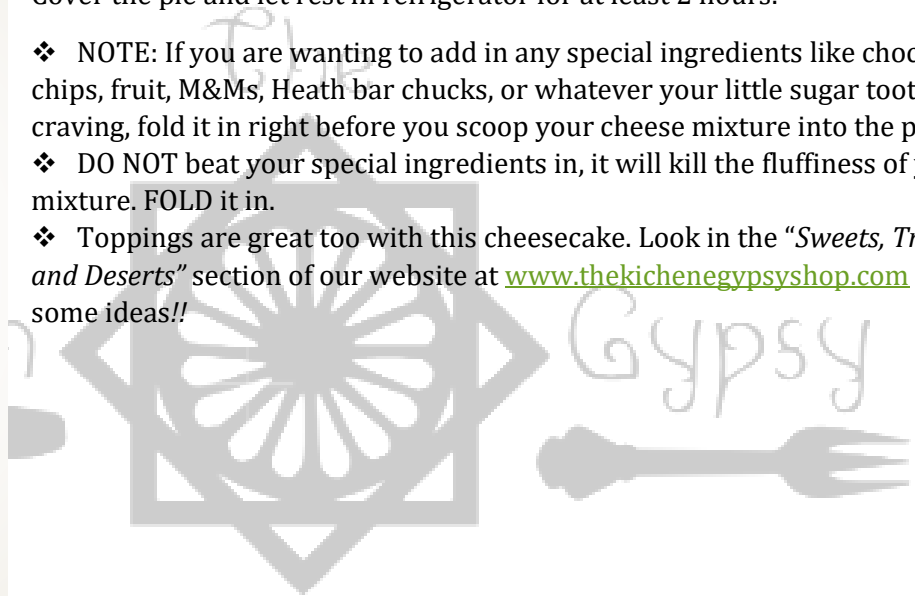 Cover the pie and let rest in refrigerator for at least 2 hours.
❖ NOTE: If you are wanting to add in any special ingredients like choc
chips, fruit, M&Ms, Heath bar chucks, or whatever your little sugar toot
craving, fold it in right before you scoop your cheese mixture into the p
❖ DO NOT beat your special ingredients in, it will kill the fluffiness of y
mixture. FOLD it in.
❖ Toppings are great too with this cheesecake. Look in the “Sweets, Tr
and Deserts” section of our website at www.thekichenegypsyshop.com
some ideas!!
The
n Gypsy